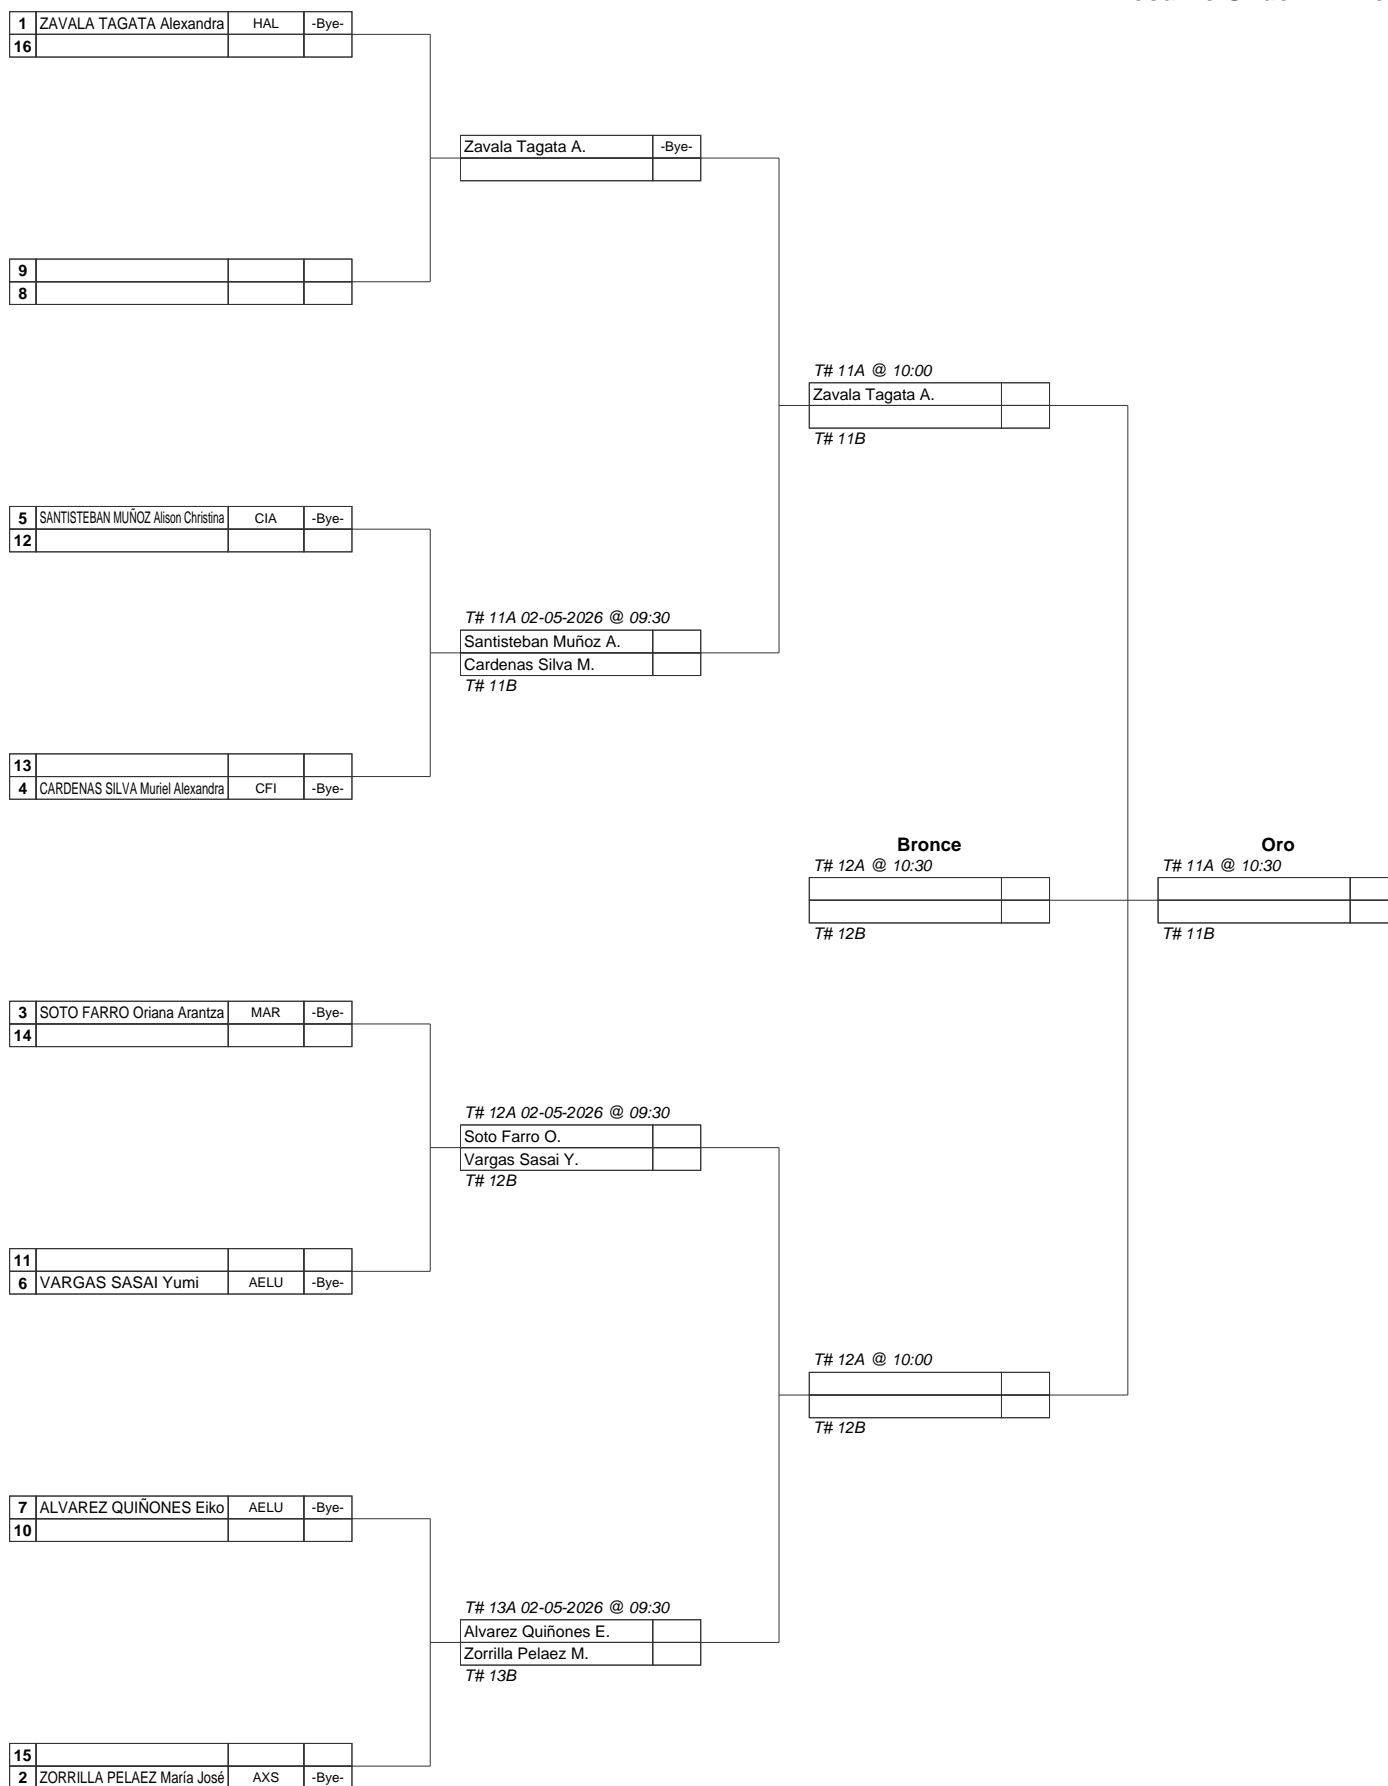 1 ZAVALA TAGATA Alexandra HAL -Bye-
16
Zavala Tagata A. -Bye-
9
8
T# 11A @ 10:00
Zavala Tagata A.
T# 11B
5 SANTISTEBAN MUÑOZ Alison Christina CIA -Bye-
12
T# 11A 02-05-2026 @ 09:30
Santisteban Muñoz A.
Cardenas Silva M.
T# 11B
13
4 CARDENAS SILVA Muriel Alexandra CFI -Bye-
Bronce Oro
T# 12A @ 10:30 T# 11A @ 10:30
T# 12B T# 11B
3 SOTO FARRO Oriana Arantza MAR -Bye-
14
T# 12A 02-05-2026 @ 09:30
Soto Farro O.
Vargas Sasai Y.
T# 12B
11
6 VARGAS SASAI Yumi AELU -Bye-
T# 12A @ 10:00
T# 12B
7 ALVAREZ QUIÑONES Eiko AELU -Bye-
10
T# 13A 02-05-2026 @ 09:30
Alvarez Quiñones E.
Zorrilla Pelaez M.
T# 13B
15
2 ZORRILLA PELAEZ María José AXS -Bye-